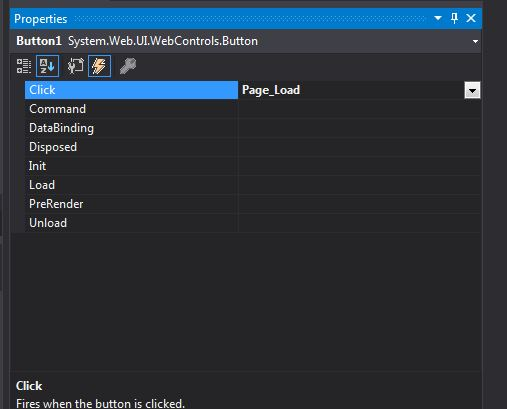 Properties
Button1 System.Web.UI.WebControls.Button
Click Page_Load
Command
DataBinding
Disposed
Init
Load
PreRender
Unload
Click
Fires when the button is clicked.